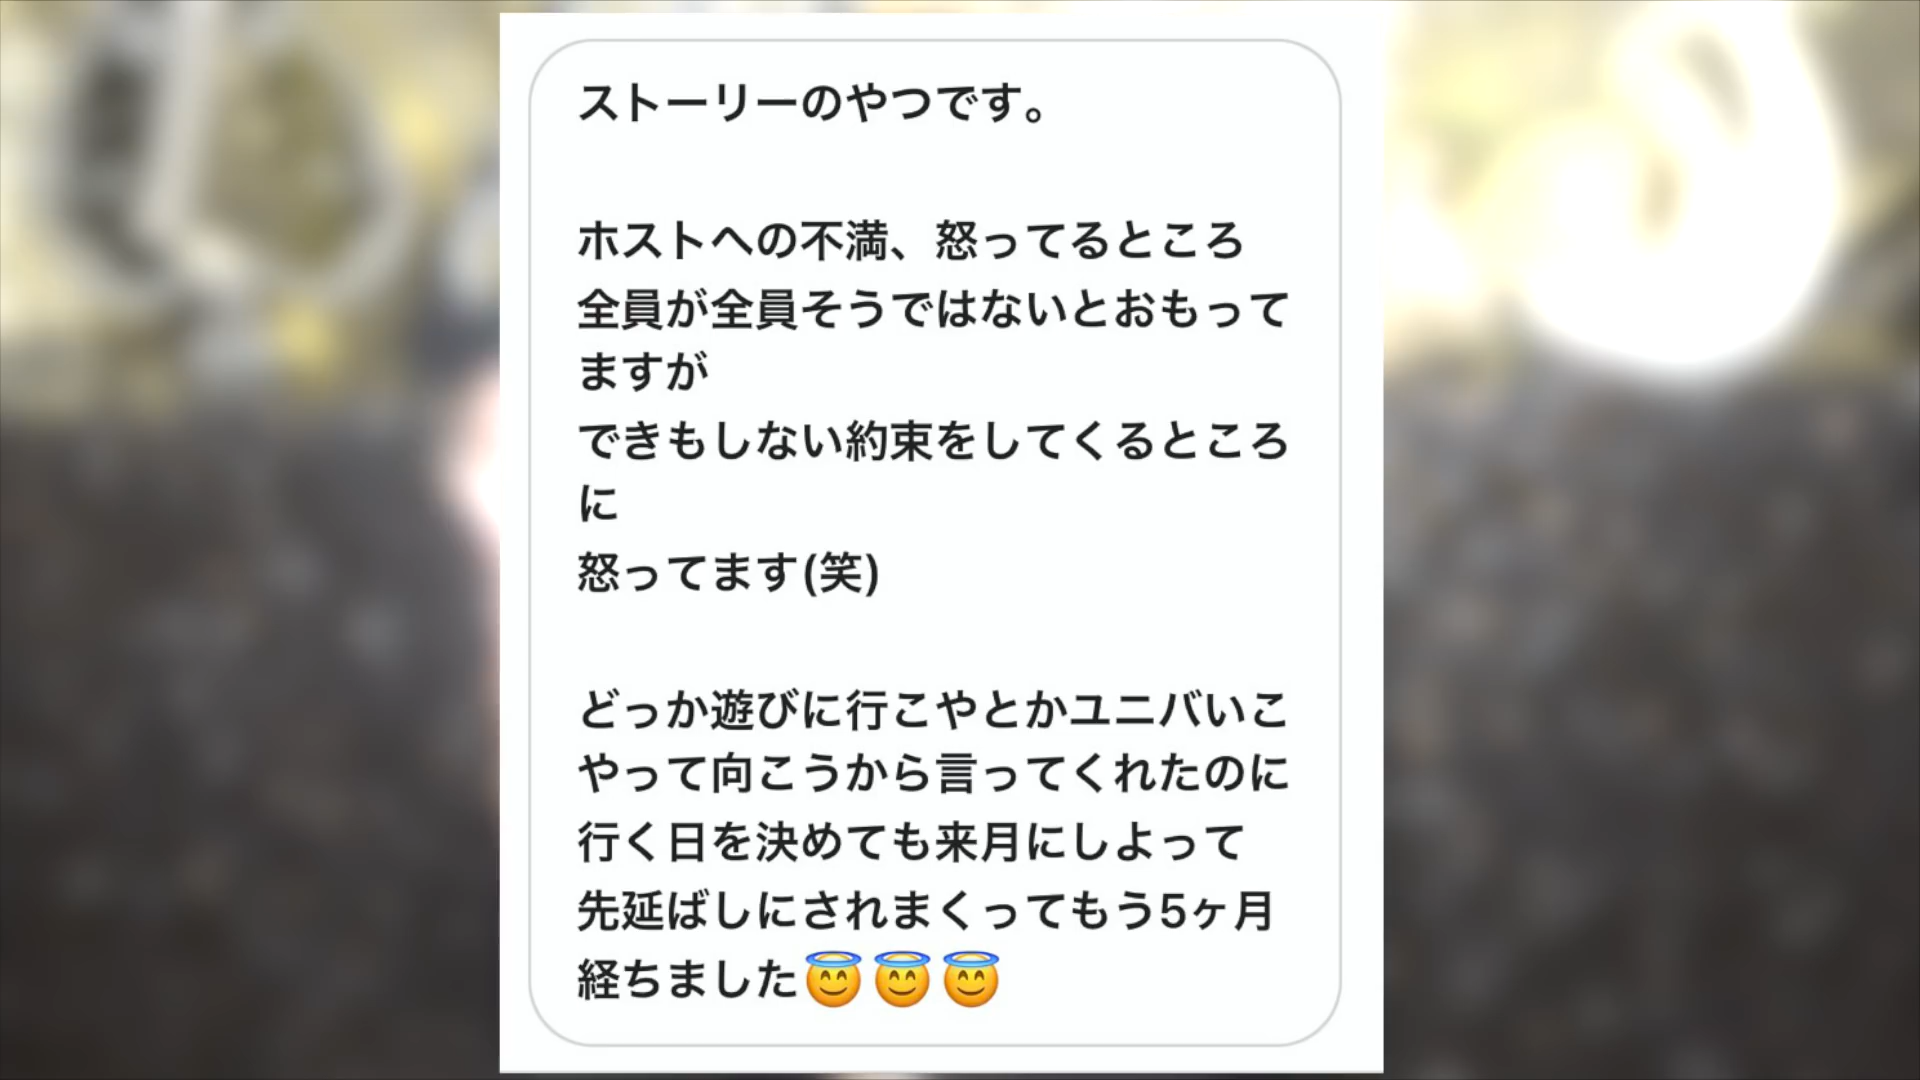 ストーリーのやつです。
ホストへの不満、怒ってるところ
全員が全員そうではないとおもって
ますが
できもしない約束をしてくるところ
に
怒ってます(笑)
どっか遊びに行こやとかユニバいこ
やって向こうから言ってくれたのに
行く日を決めても来月にしよって
先延ばしにされまくってもう5ヶ月
経ちました😇😇😇